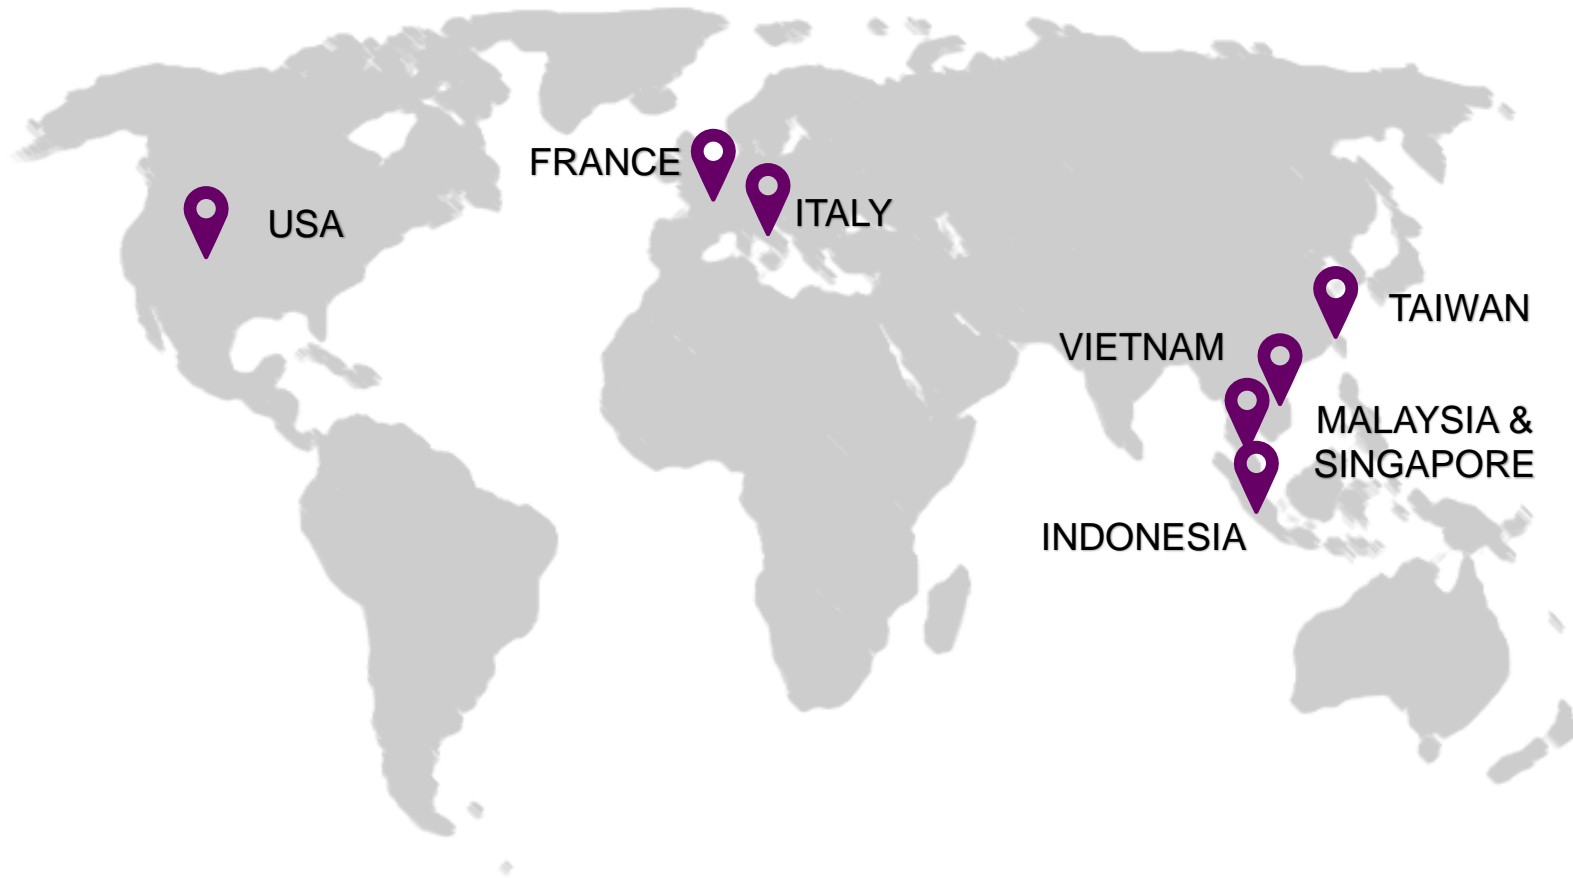 FRANCE
USA
ITALY
TAIWAN
VIETNAM
MALAYSIA &
SINGAPORE
INDONESIA